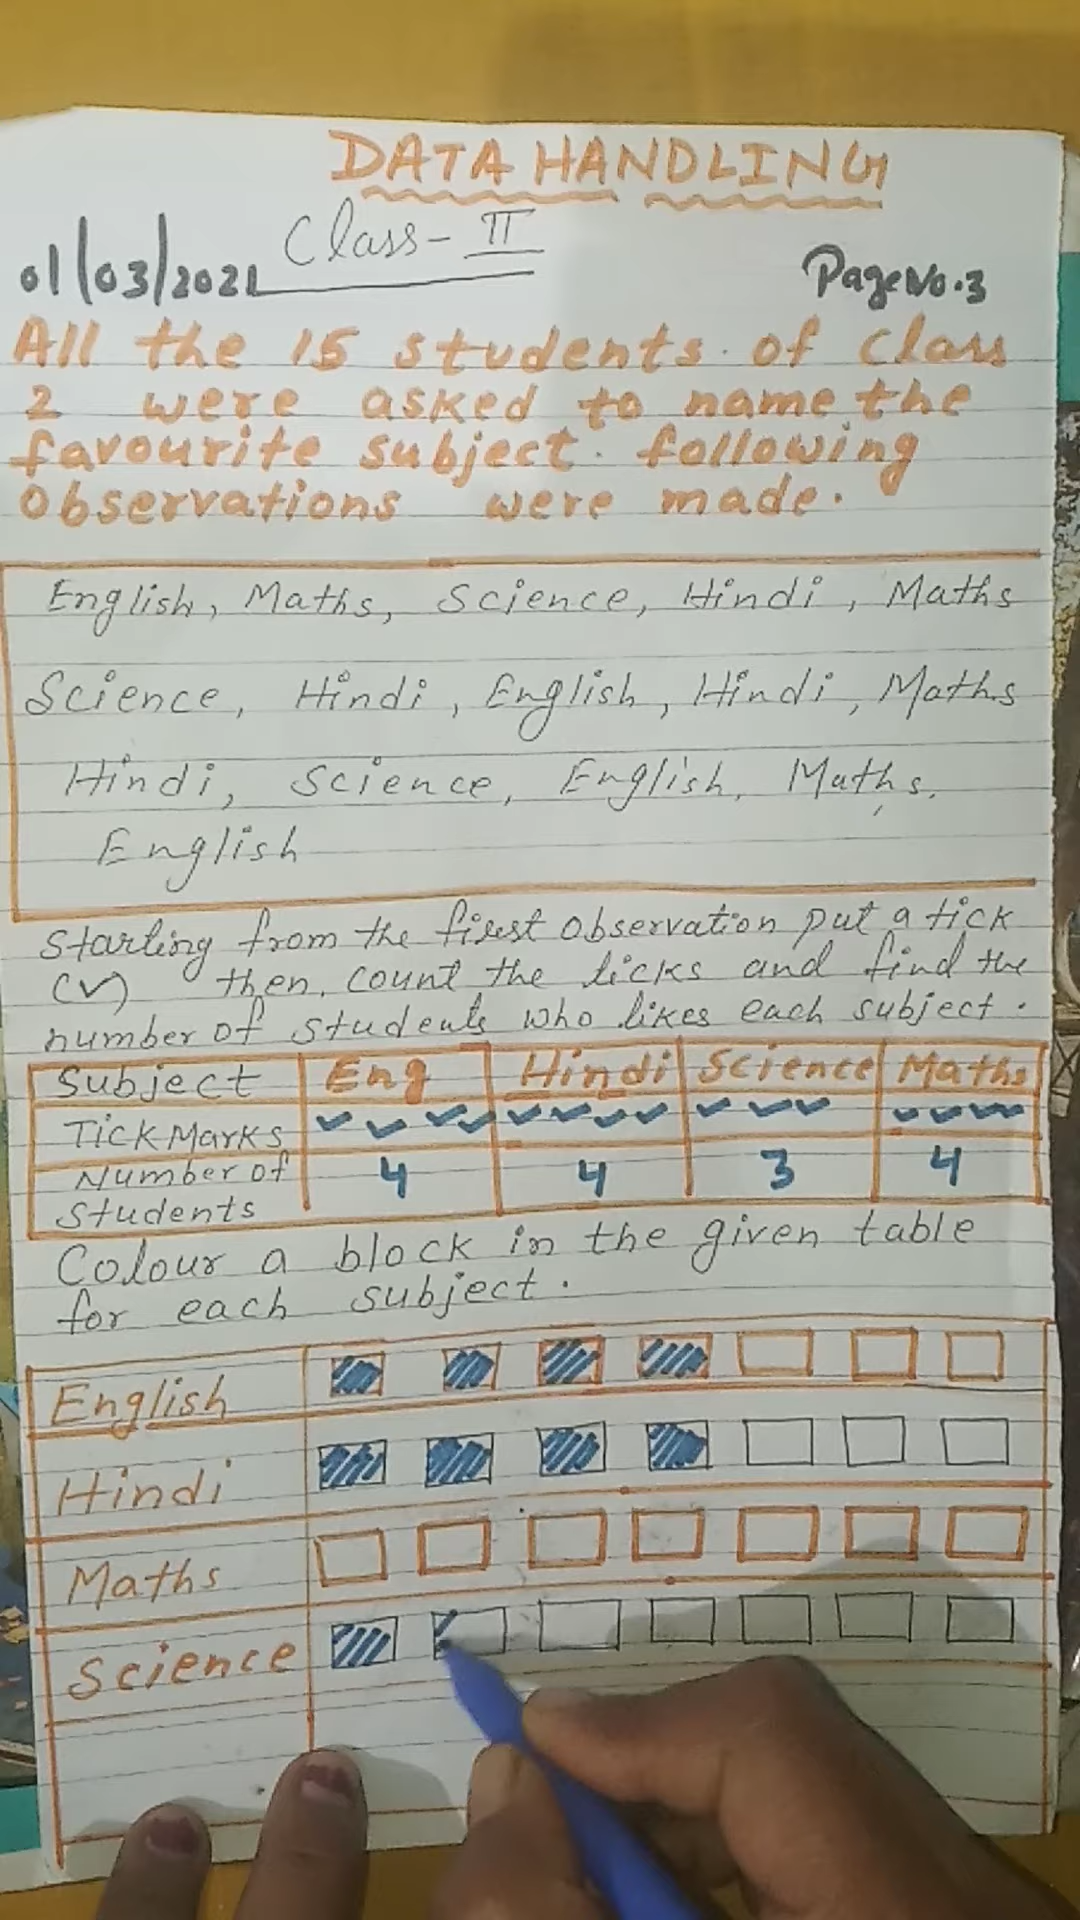 DATA HANDLING
Class - II
01/03/2021
Page No. 3
All the 15 students of class
2 were asked to name the
favourite subject. following
Observations were made.
English, Maths, Science, Hindi, Maths
Science, Hindi, English, Hindi, Maths
Hindi, Science, English, Maths,
English
Starting from the first observation put a tick
(✓) then, count the ticks and find the
number of students who likes each subject.
Subject Eng Hindi Science Maths
Tick Marks ✓ ✓ ✓ ✓ ✓ ✓ ✓ ✓ ✓ ✓ ✓ ✓ ✓ ✓ ✓
Number of 4 4 3 4
Students
Colour a block in the given table
for each subject.
English
Hindi
Maths
Science